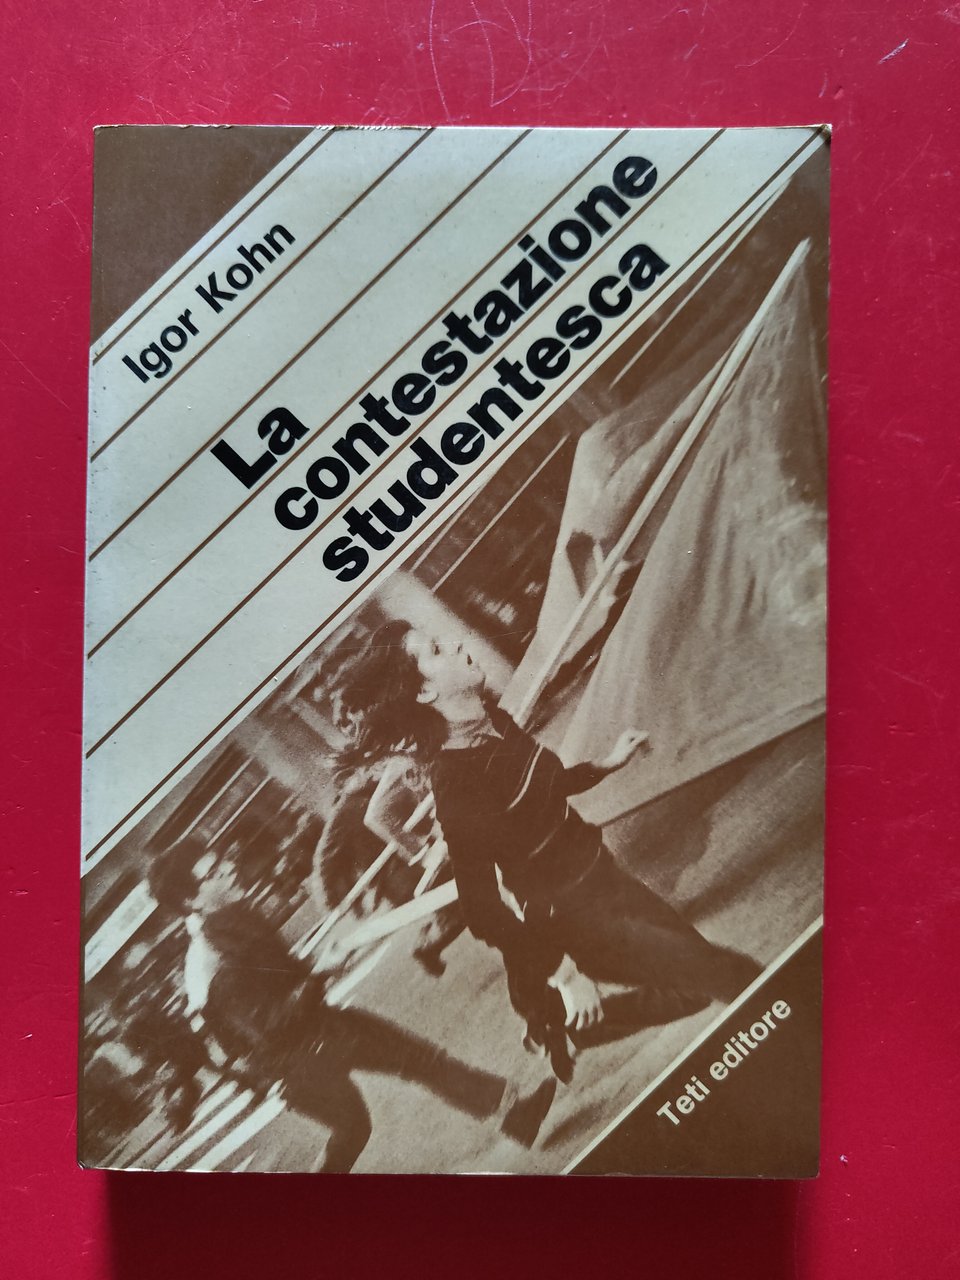 Igor Kohn
La
contestazione
studentesca
Teti editore